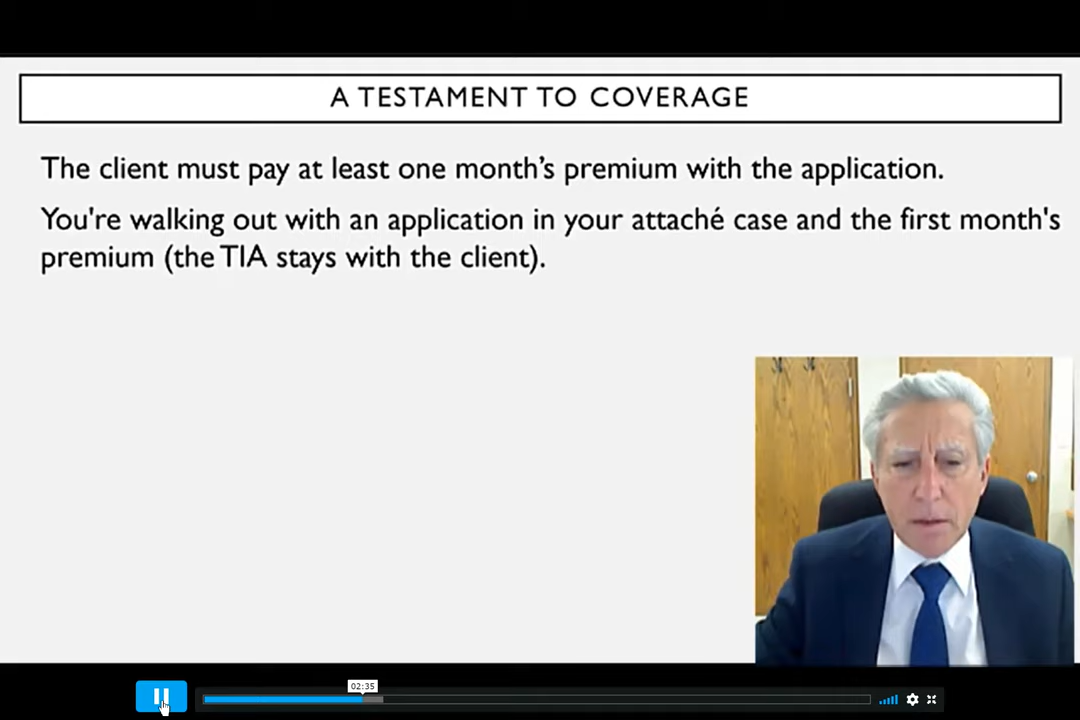 A TESTAMENT TO COVERAGE
The client must pay at least one month’s premium with the application.
You're walking out with an application in your attaché case and the first month's
premium (the TIA stays with the client).
02:35